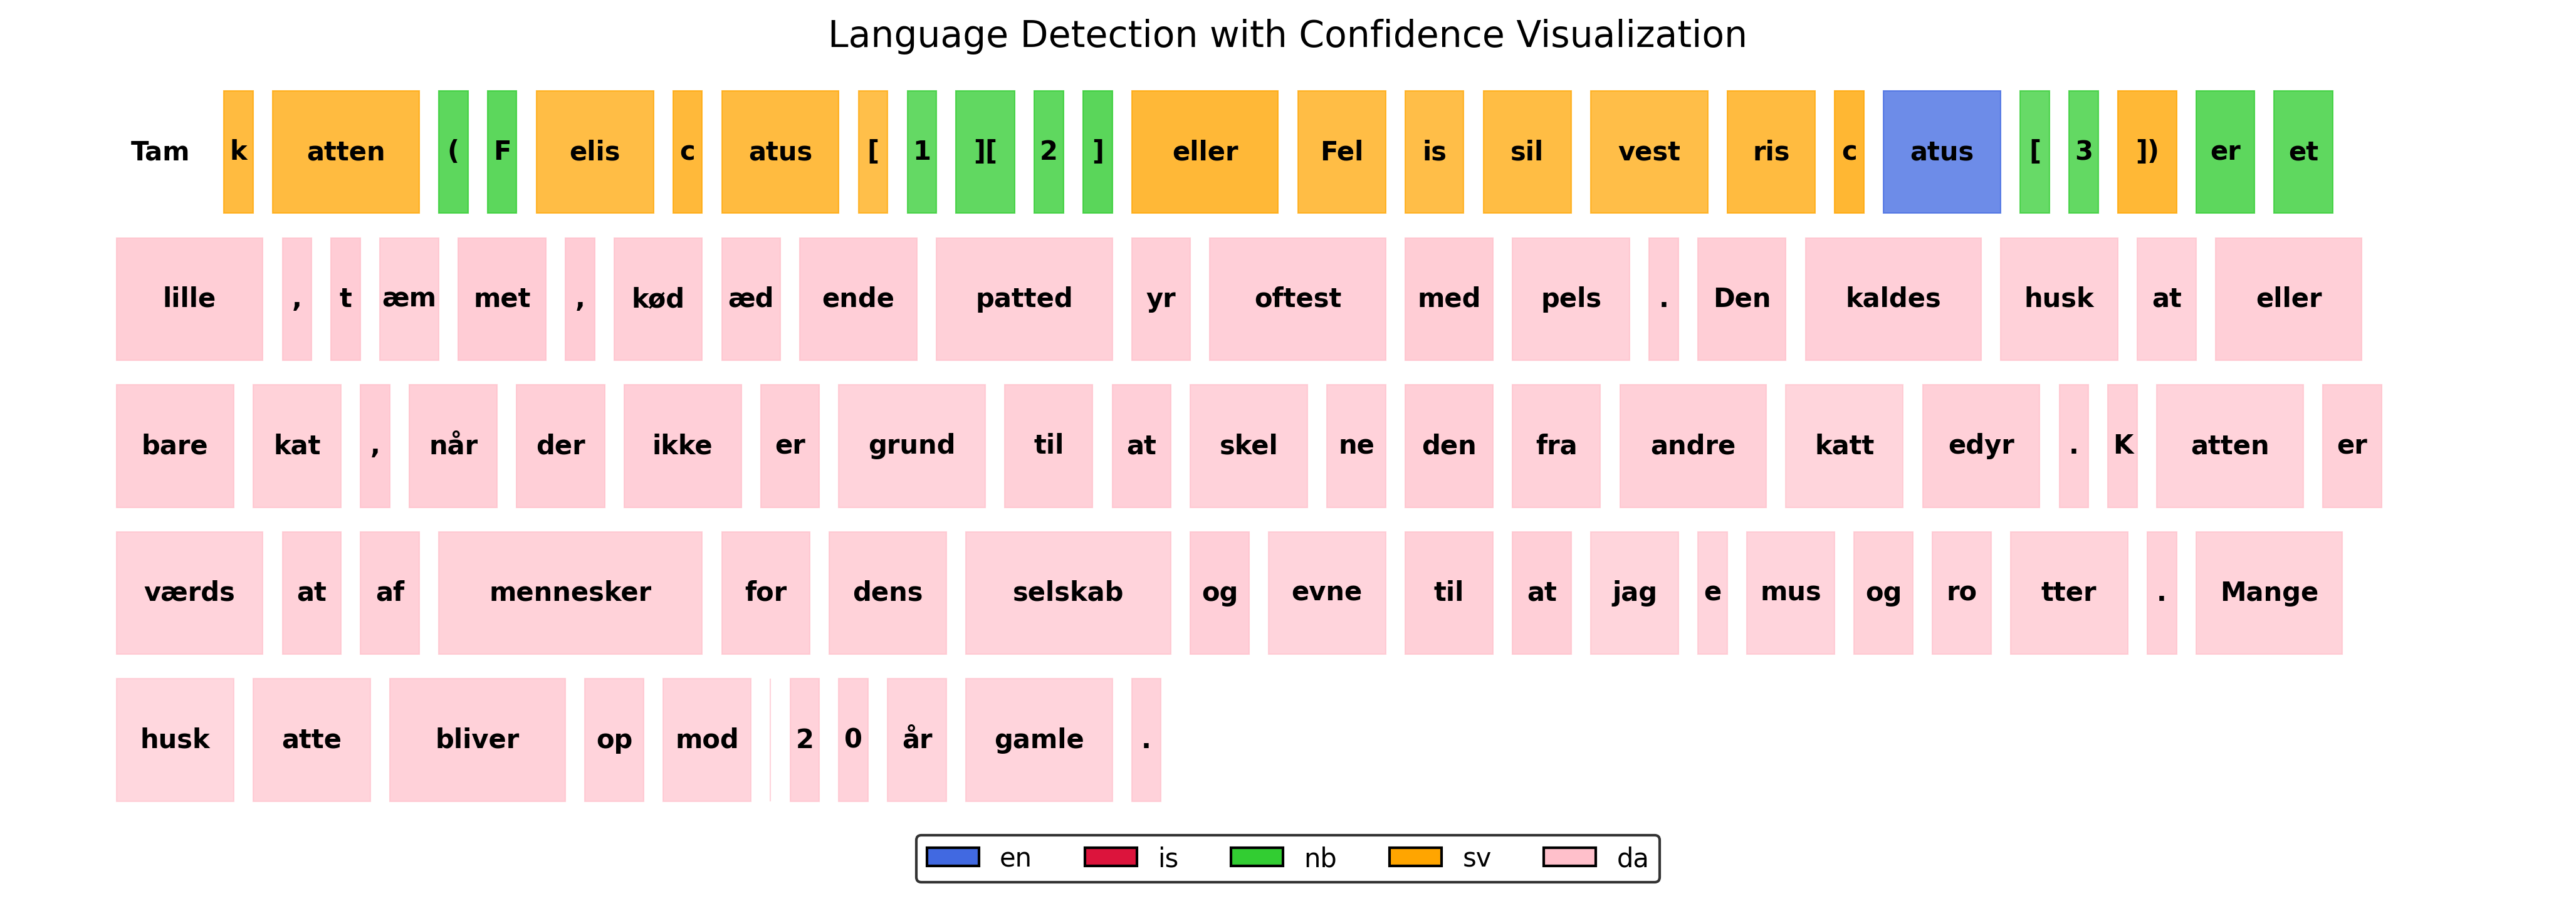 Language Detection with Confidence Visualization
Tam k atten ( F elis c atus [ 1 ][ 2 ] eller Fel is sil vest ris c atus [ 3 ]) er et
lille , t æm met , kød æd ende patted yr oftest med pels . Den kaldes husk at eller
bare kat , når der ikke er grund til at skel ne den fra andre katt edyr . K atten er
værds at af mennesker for dens selskab og evne til at jag e mus og ro tter . Mange
husk atte bliver op mod 2 0 år gamle .
en is nb sv da